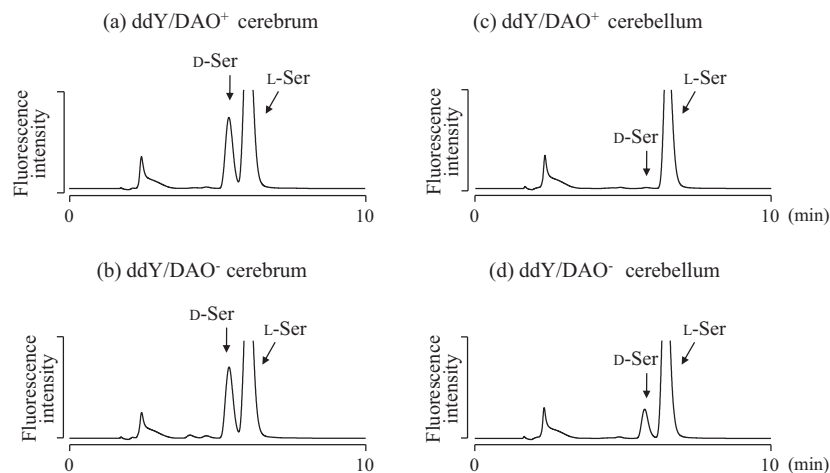 (a) ddY/DAO⁺ cerebrum
D-Ser
L-Ser
Fluorescence
intensity
0
10
(b) ddY/DAO⁻ cerebrum
D-Ser
L-Ser
Fluorescence
intensity
0
10
(c) ddY/DAO⁺ cerebellum
L-Ser
D-Ser
Fluorescence
intensity
0
10 (min)
(d) ddY/DAO⁻ cerebellum
L-Ser
D-Ser
Fluorescence
intensity
0
10 (min)